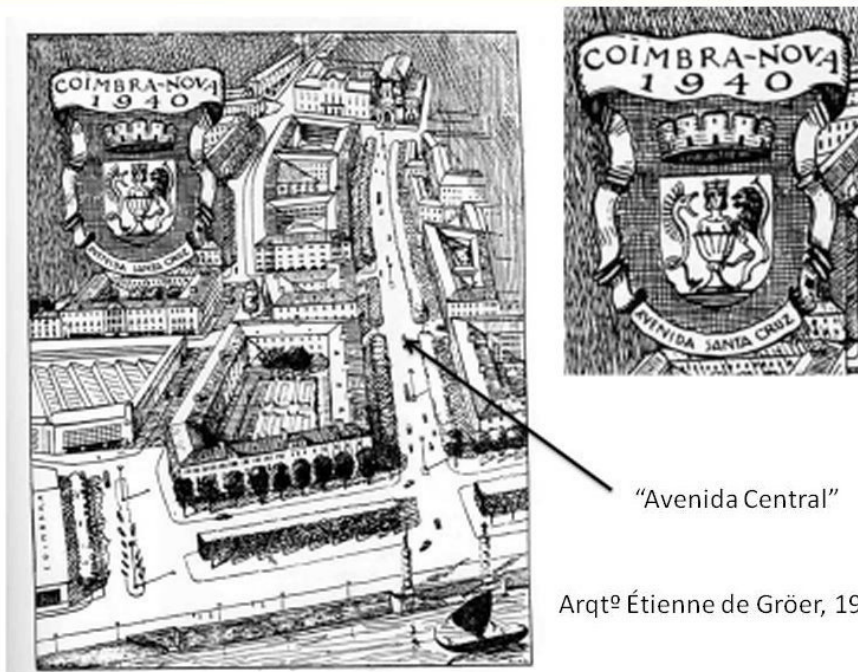 COIMBRA-NOVA
1940
AVENIDA SANTA CRUZ
COIMBRA
COIMBRA-NOVA
1940
AVENIDA SANTA CRUZ
“Avenida Central”
Arqtº Étienne de Gröer, 19